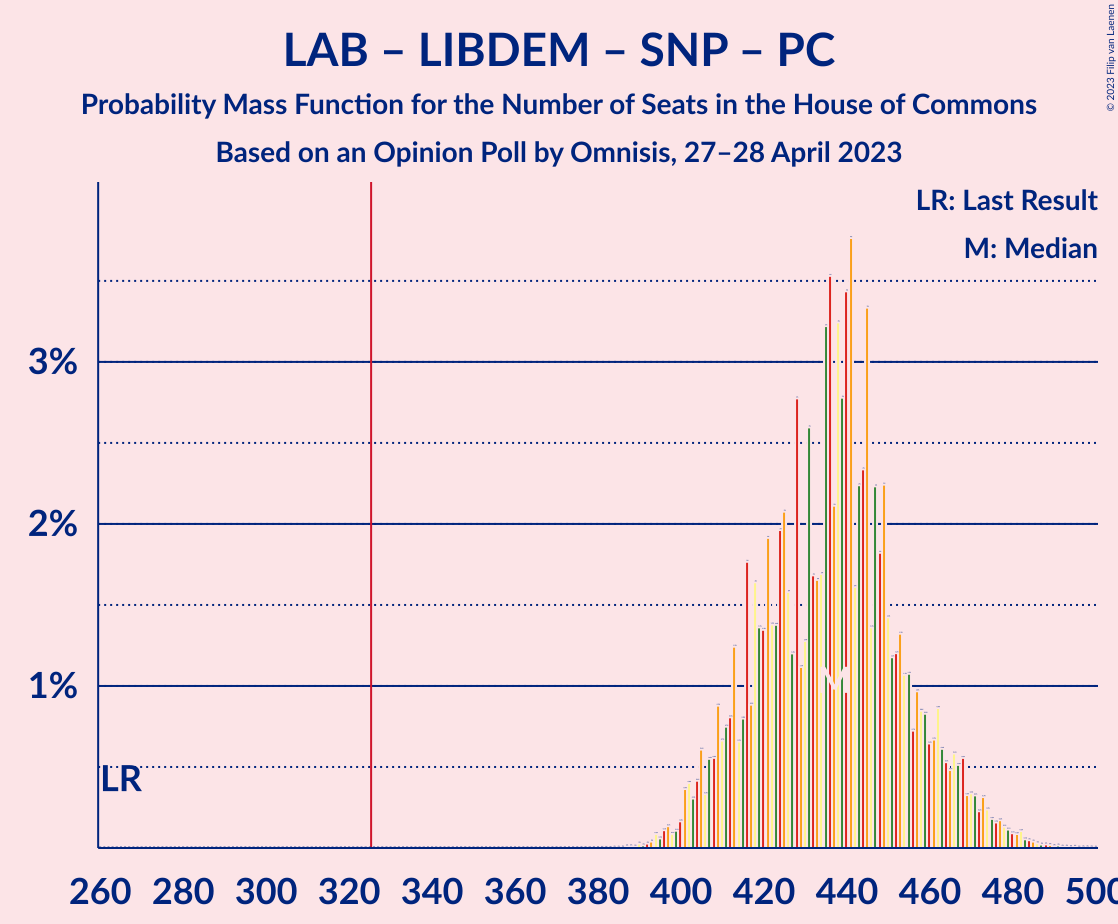 LAB – LIBDEM – SNP – PC
Probability Mass Function for the Number of Seats in the House of Commons
Based on an Opinion Poll by Omnisis, 27–28 April 2023
© 2023 Filip van Laenen
LR: Last Result
M: Median
3%
2%
1%
LR
M
260 280 300 320 340 360 380 400 420 440 460 480 500